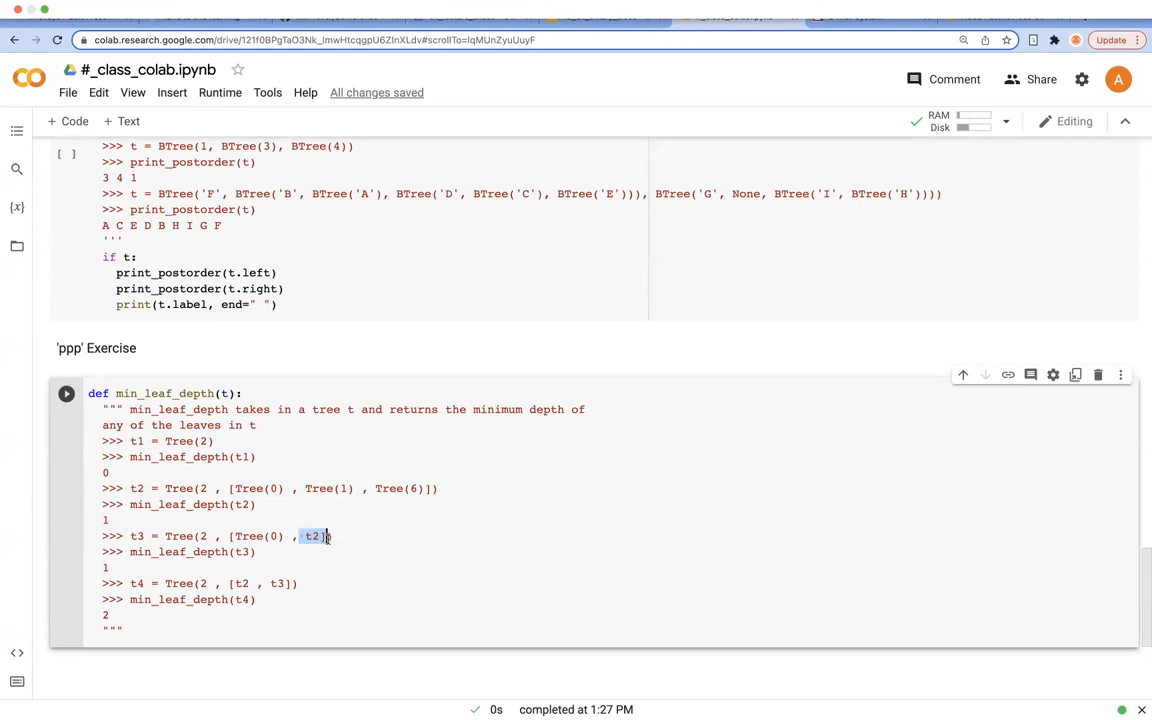 colab.research.google.com/drive/121f0BPgTaO3Nk_lmwHtcqgpU6ZlnXLdv#scrollTo=IqMUnZyuUuyF
Update
#_class_colab.ipynb
File Edit View Insert Runtime Tools Help All changes saved
Comment Share A
+ Code + Text
RAM
Disk
Editing
>>> t = BTree(1, BTree(3), BTree(4))
[ ] >>> print_postorder(t)
3 4 1
>>> t = BTree('F', BTree('B', BTree('A'), BTree('D', BTree('C'), BTree('E'))), BTree('G', None, BTree('I', BTree('H'))))
>>> print_postorder(t)
A C E D B H I G F
'''
if t:
print_postorder(t.left)
print_postorder(t.right)
print(t.label, end=" ")
'ppp' Exercise
def min_leaf_depth(t):
""" min_leaf_depth takes in a tree t and returns the minimum depth of
any of the leaves in t
>>> t1 = Tree(2)
>>> min_leaf_depth(t1)
0
>>> t2 = Tree(2 , [Tree(0) , Tree(1) , Tree(6)])
>>> min_leaf_depth(t2)
1
>>> t3 = Tree(2 , [Tree(0) , t2])
>>> min_leaf_depth(t3)
1
>>> t4 = Tree(2 , [t2 , t3])
>>> min_leaf_depth(t4)
2
"""
0s completed at 1:27 PM